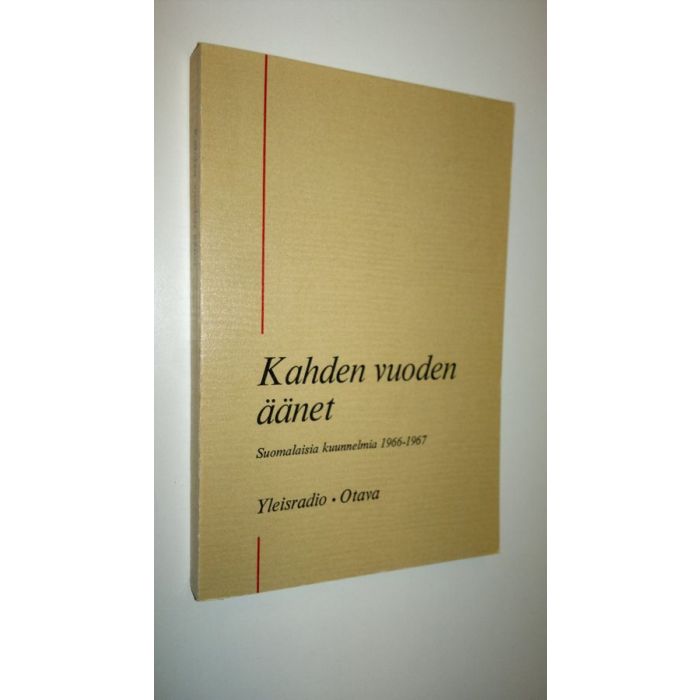 Kahden vuoden
äänet
Suomalaisia kuunnelmia 1966-1967
Yleisradio • Otava